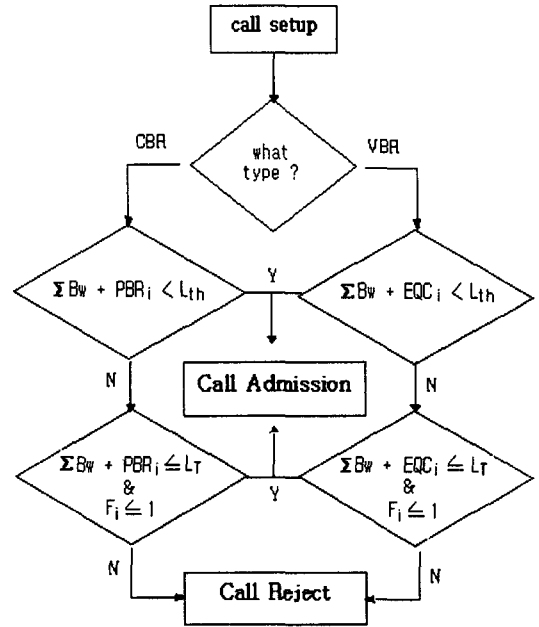 call setup
CBR
what
type ?
VBR
ΣBw + PBRi < Lth
Y
ΣBw + EQCi < Lth
N
Call Admission
N
ΣBw + PBRi ≦ LT
&
Fi ≦ 1
Y
ΣBw + EQCi ≦ LT
&
Fi ≦ 1
N
Call Reject
N